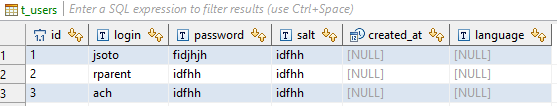 t_users Enter a SQL expression to filter results (use Ctrl+Space)
id login password salt created_at language
1 1 jsoto fidjhjh idfhh [NULL] [NULL]
2 2 rparent idfhh idfhh [NULL] [NULL]
3 3 ach idfhh idfhh [NULL] [NULL]